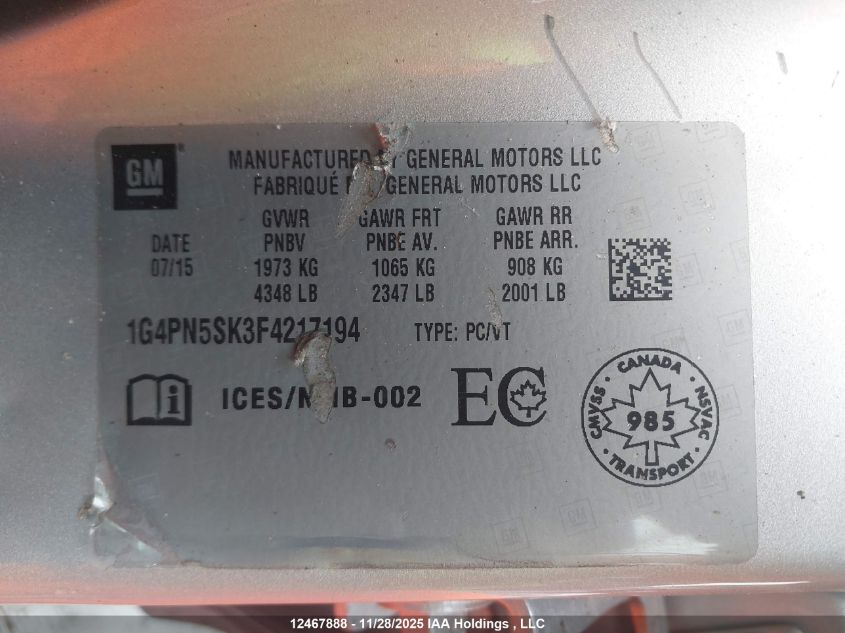 GM
MANUFACTURED BY GENERAL MOTORS LLC
FABRIQUÉ GENERAL MOTORS LLC
GVWR GAWR FRT GAWR RR
DATE PNBV PNBE AV. PNBE ARR.
07/15 1973 KG 1065 KG 908 KG
4348 LB 2347 LB 2001 LB
1G4PN5SK3F4217194 TYPE: PC/VT
ICES/NMB-002 EC
CANADA
CMVSS 985 NSVAC
TRANSPORT
12467888 - 11/28/2025 IAA Holdings , LLC